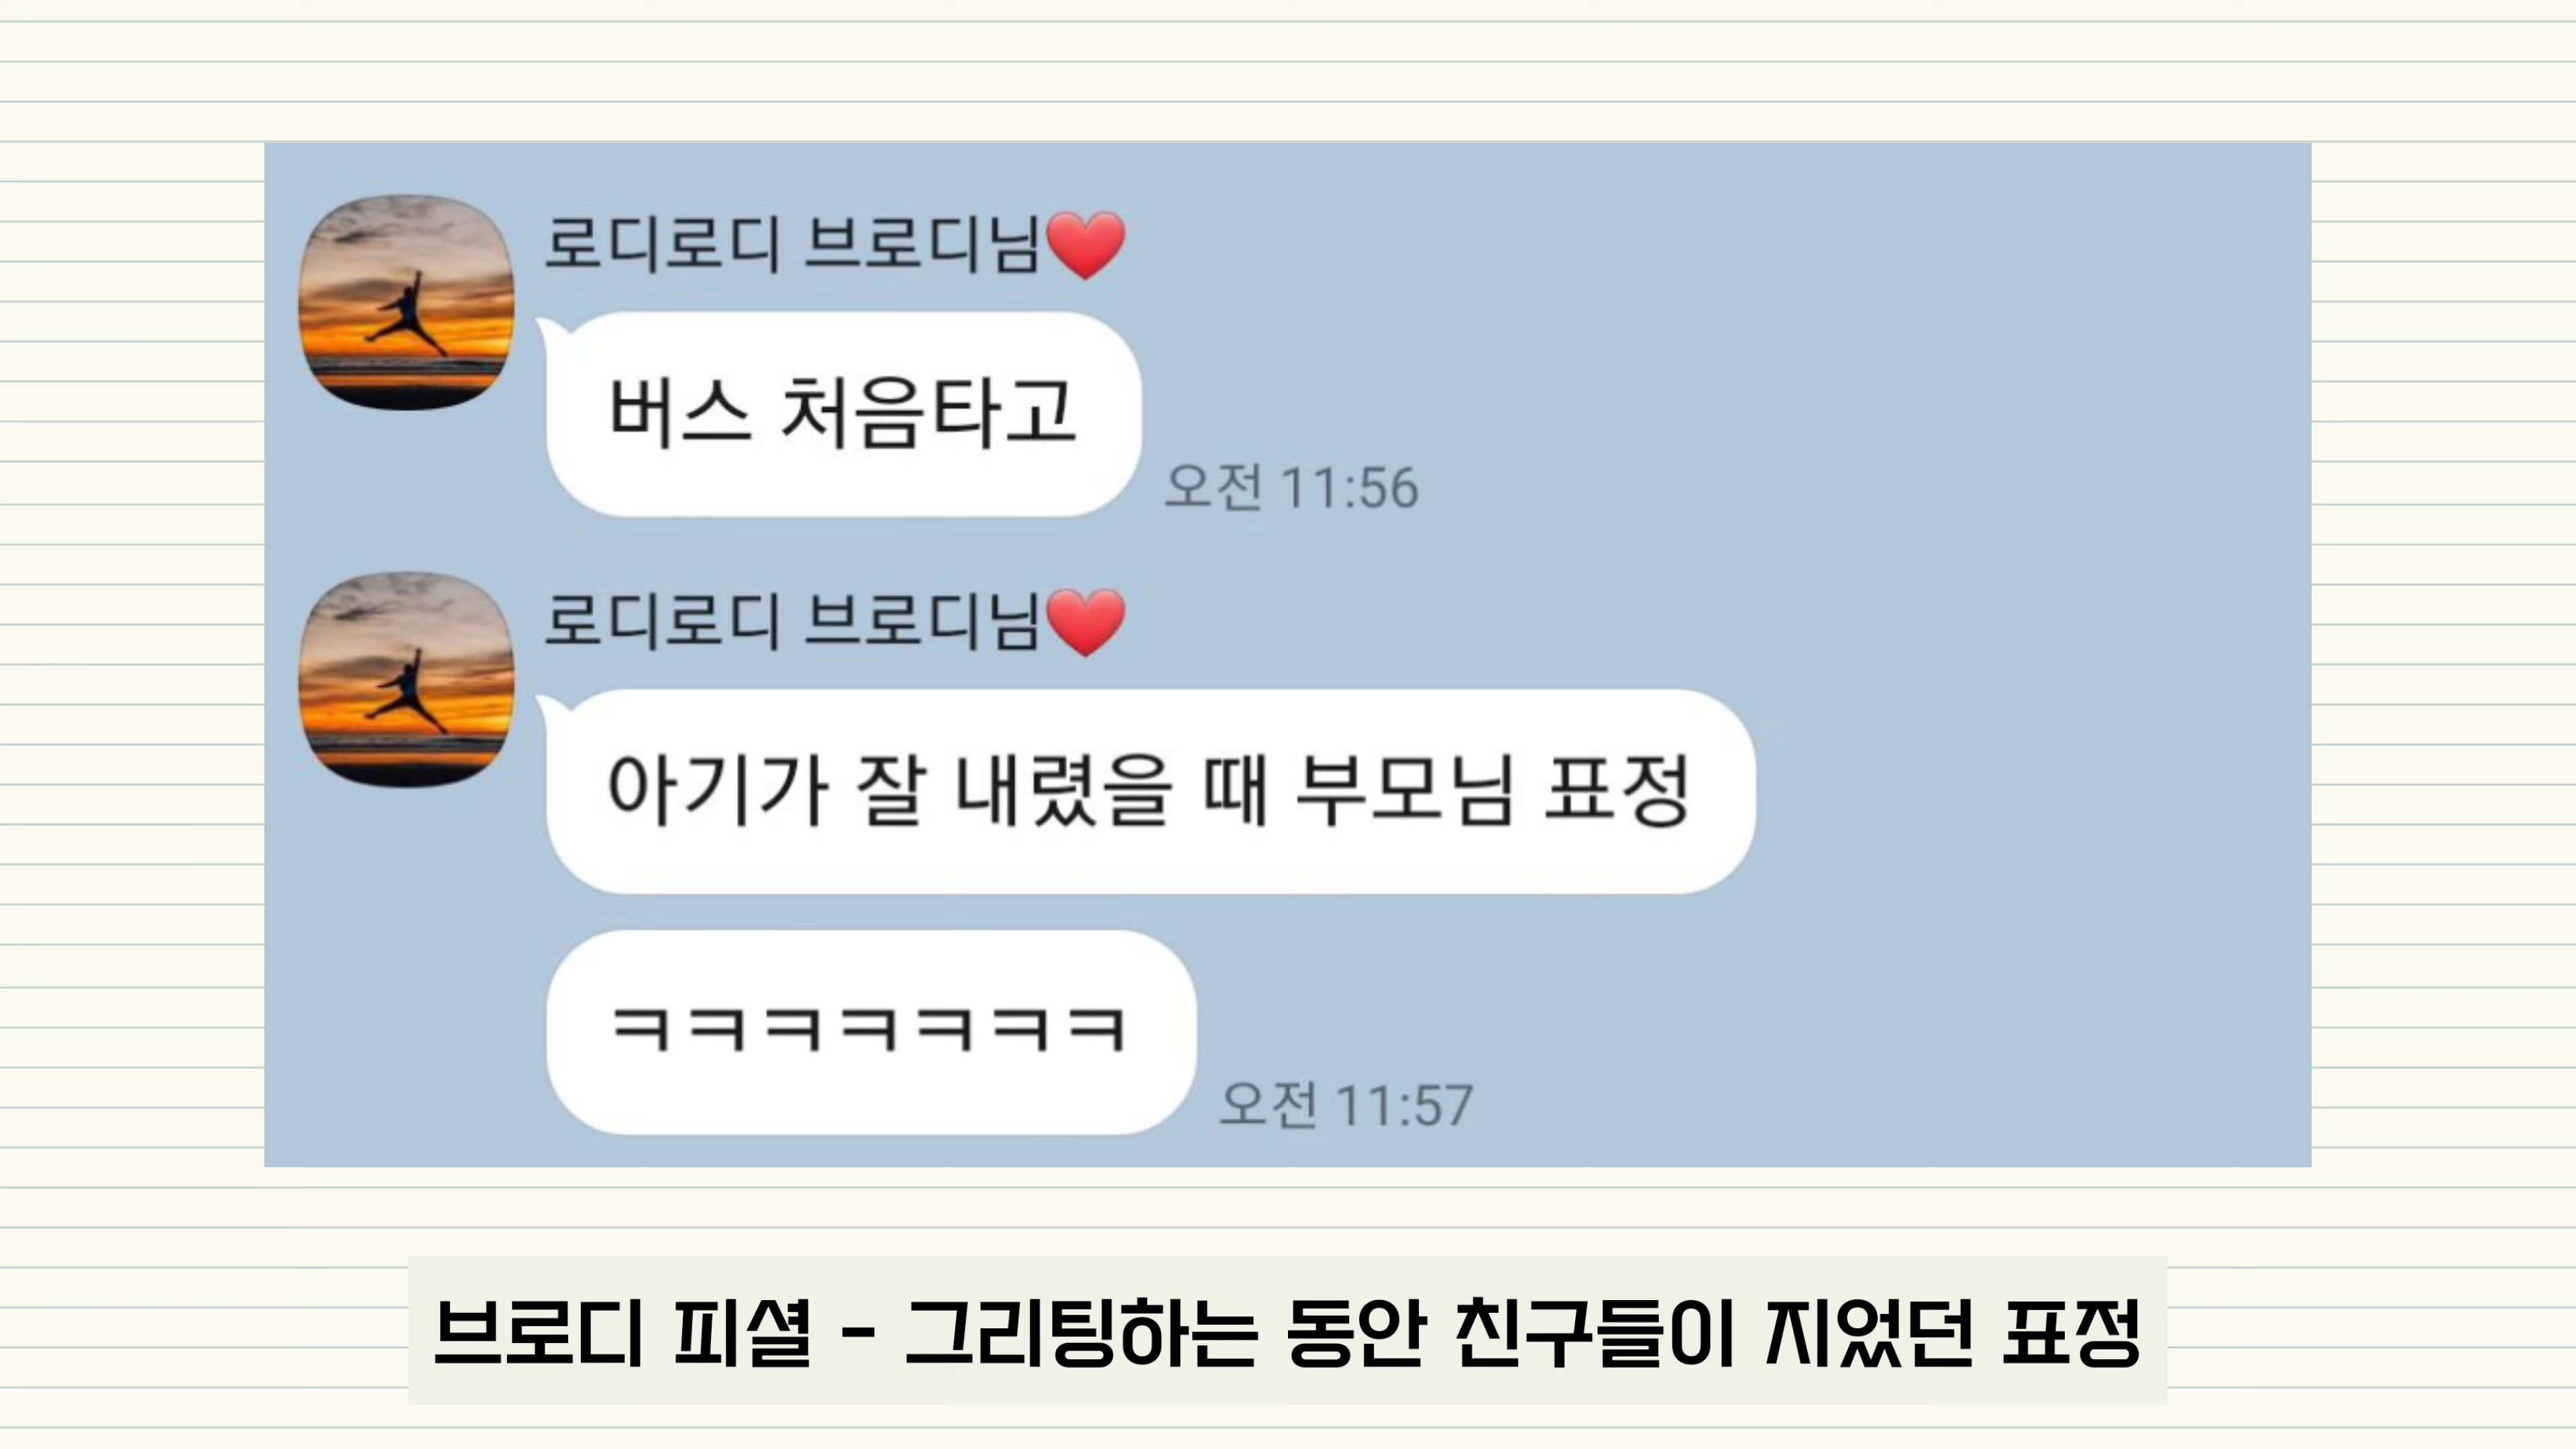 로디로디 브로디님❤️
버스 처음타고
오전 11:56
로디로디 브로디님❤️
아기가 잘 내렸을 때 부모님 표정
ㅋㅋㅋㅋㅋㅋㅋ
오전 11:57
브로디 피셜 - 그리팅하는 동안 친구들이 지었던 표정